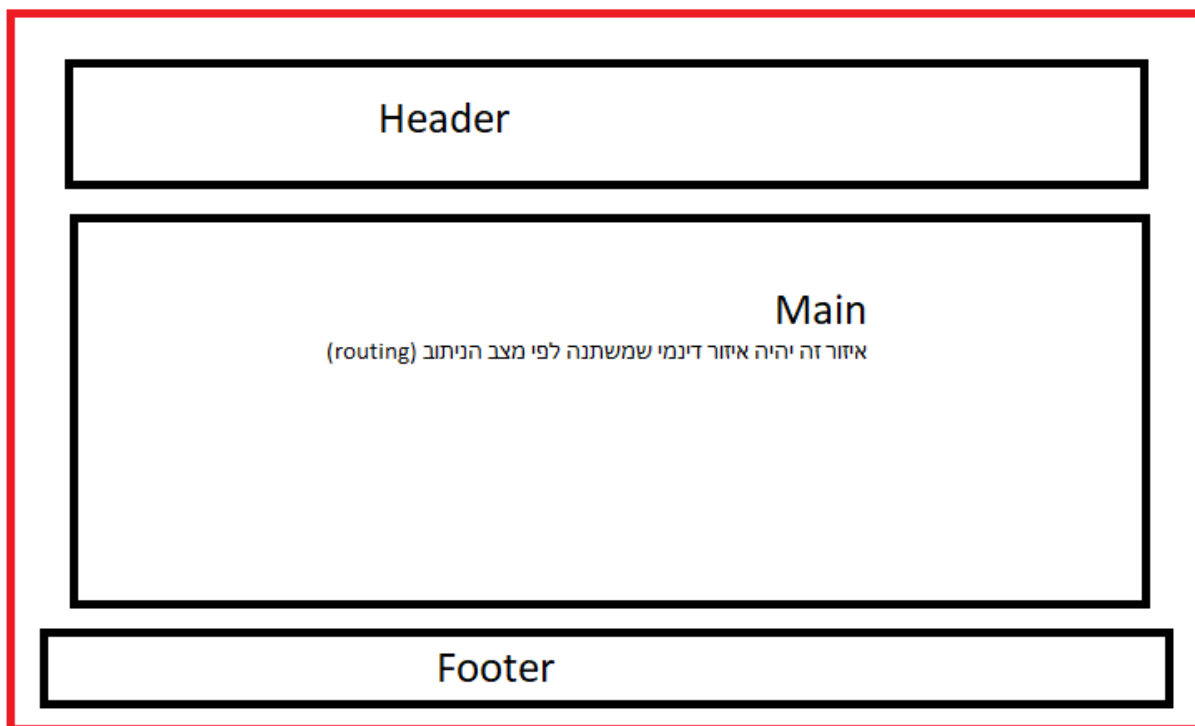 Header
Main
איזור זה יהיה איזור דינמי שמשתנה לפי מצב הניתוב (routing)
Footer